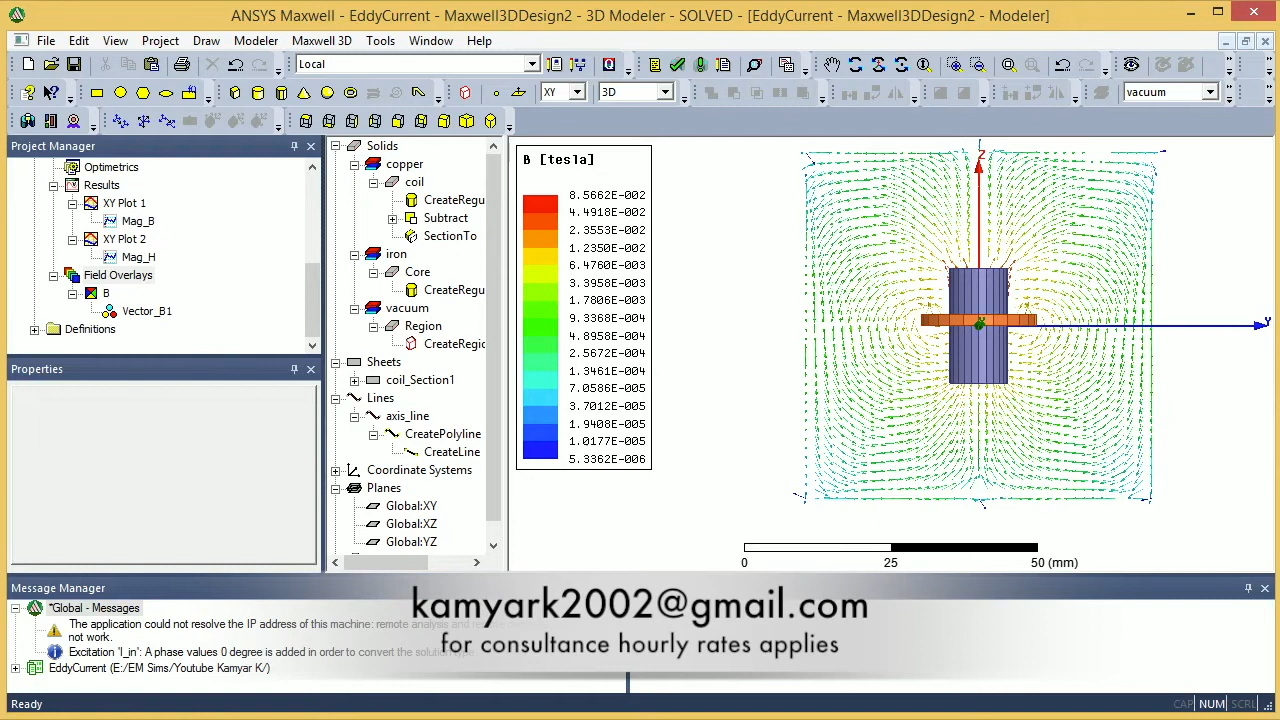 ANSYS Maxwell - EddyCurrent - Maxwell3DDesign2 - 3D Modeler - SOLVED - [EddyCurrent - Maxwell3DDesign2 - Modeler]
File Edit View Project Draw Modeler Maxwell 3D Tools Window Help
Local
XY 3D vacuum
Project Manager
Optimetrics
Results
XY Plot 1
Mag_B
XY Plot 2
Mag_H
Field Overlays
B
Vector_B1
Definitions
Properties
Solids
copper
coil
CreateRegu
Subtract
SectionTo
iron
Core
CreateRegu
vacuum
Region
CreateRegic
Sheets
coil_Section1
Lines
axis_line
CreatePolyline
CreateLine
Coordinate Systems
Planes
Global:XY
Global:XZ
Global:YZ
B [tesla]
8.5662E-002
4.4918E-002
2.3553E-002
1.2350E-002
6.4760E-003
3.3958E-003
1.7806E-003
9.3368E-004
4.8958E-004
2.5672E-004
1.3461E-004
7.0586E-005
3.7012E-005
1.9408E-005
1.0177E-005
5.3362E-006
Z
Y
0 25 50 (mm)
Message Manager
*Global - Messages
The application could not resolve the IP address of this machine: remote analysis and
not work.
Excitation 'I_in': A phase values 0 degree is added in order to convert the solution
EddyCurrent (E:/EM Sims/Youtube Kamyar K/)
kamyark2002@gmail.com
for consultance hourly rates applies
Ready
CAP NUM SCRL